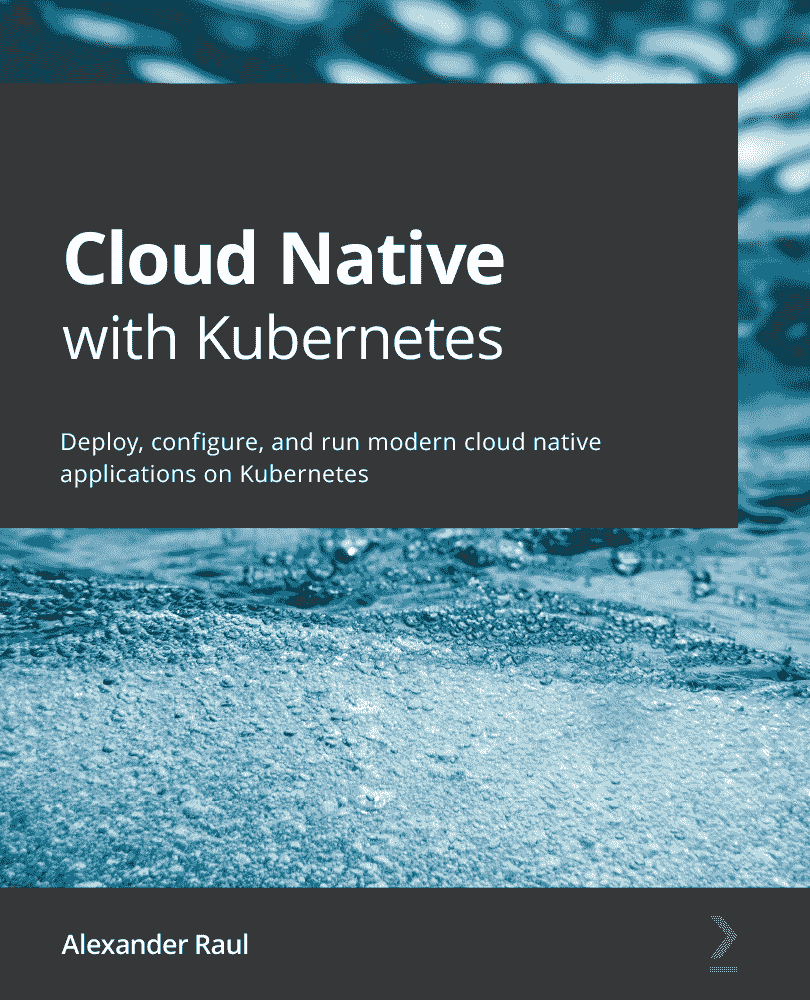 Cloud Native
with Kubernetes
Deploy, configure, and run modern cloud native
applications on Kubernetes
Alexander Raul